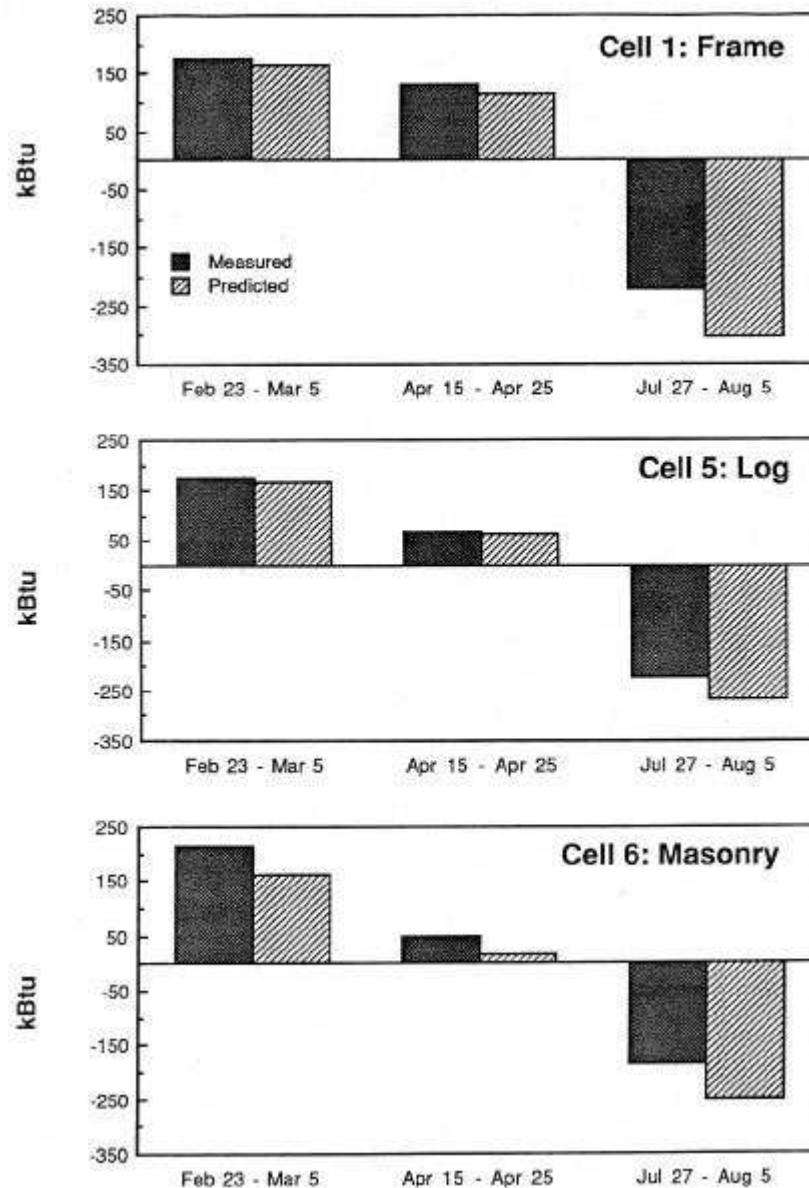 Cell 1: Frame
250
150
50
-50
-150
-250
-350
kBtu
Measured
Predicted
Feb 23 - Mar 5 Apr 15 - Apr 25 Jul 27 - Aug 5
Cell 5: Log
250
150
50
-50
-150
-250
-350
kBtu
Feb 23 - Mar 5 Apr 15 - Apr 25 Jul 27 - Aug 5
Cell 6: Masonry
250
150
50
-50
-150
-250
-350
kBtu
Feb 23 - Mar 5 Apr 15 - Apr 25 Jul 27 - Aug 5